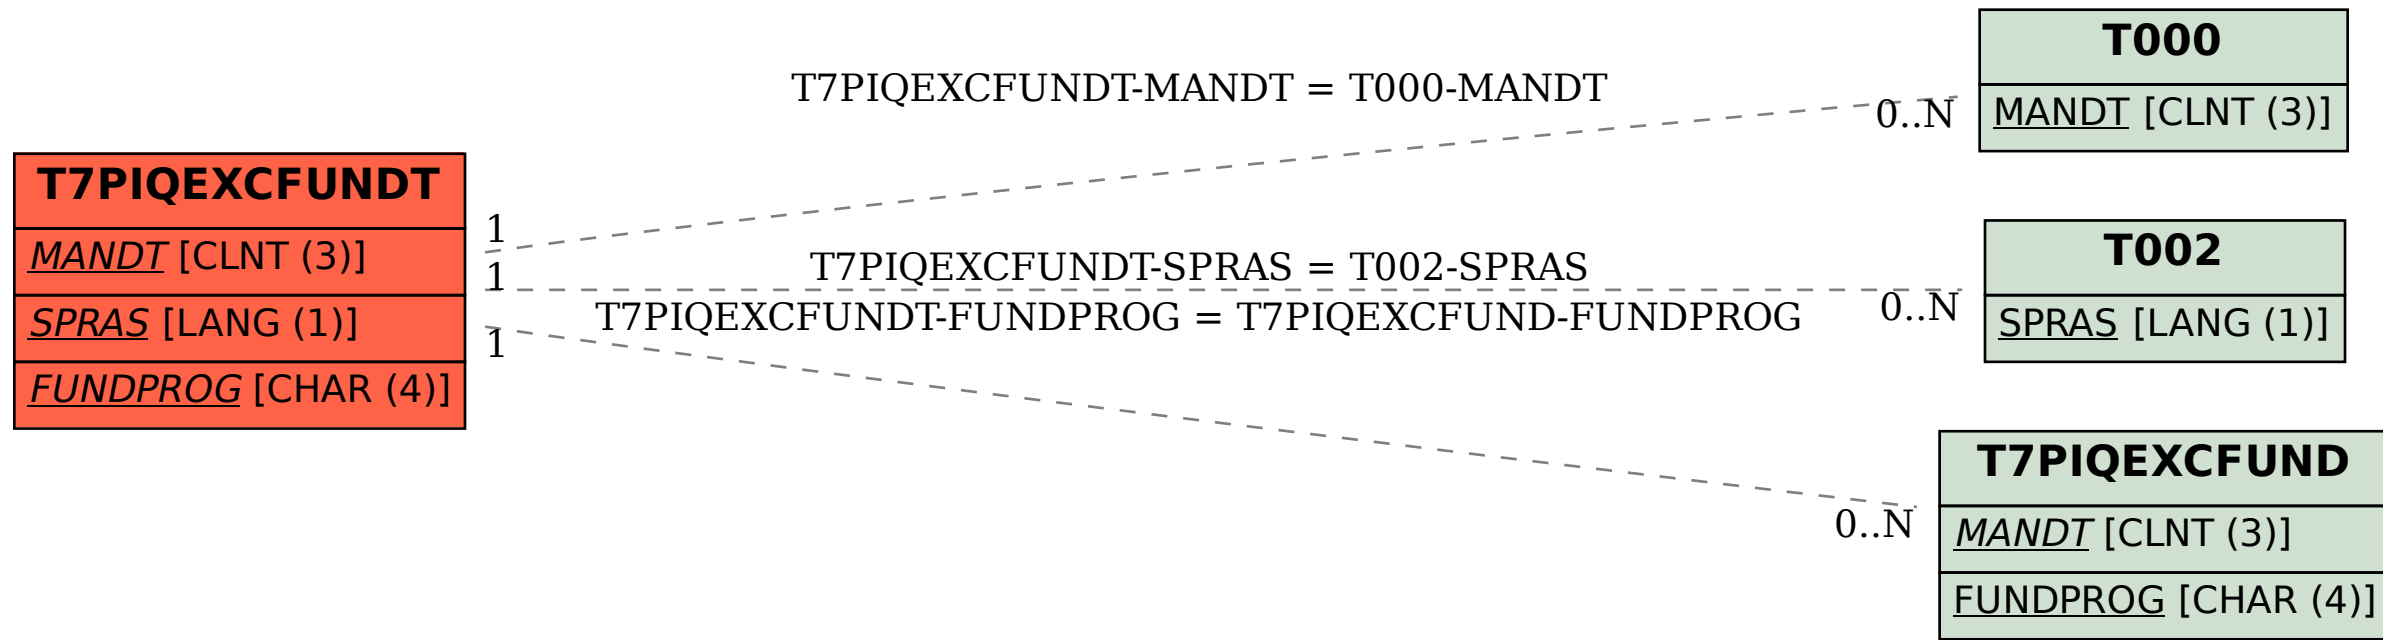 T7PIQEXCFUNDT
MANDT [CLNT (3)]
SPRAS [LANG (1)]
FUNDPROG [CHAR (4)]
T7PIQEXCFUNDT-MANDT = T000-MANDT
1
0..N
T7PIQEXCFUNDT-SPRAS = T002-SPRAS
1
0..N
T7PIQEXCFUNDT-FUNDPROG = T7PIQEXCFUND-FUNDPROG
1
0..N
T000
MANDT [CLNT (3)]
T002
SPRAS [LANG (1)]
T7PIQEXCFUND
MANDT [CLNT (3)]
FUNDPROG [CHAR (4)]